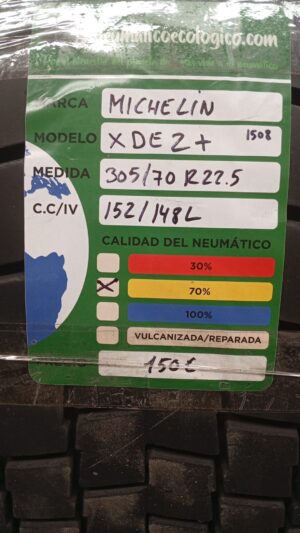 neumaticoecologico.com
MARCA MICHELIN
MODELO XDE2+ 1508
MEDIDA 305/70 R22.5
C.C/IV 152/148L
CALIDAD DEL NEUMÁTICO
30%
X 70%
100%
VULCANIZADA/REPARADA
PRECIO 150€